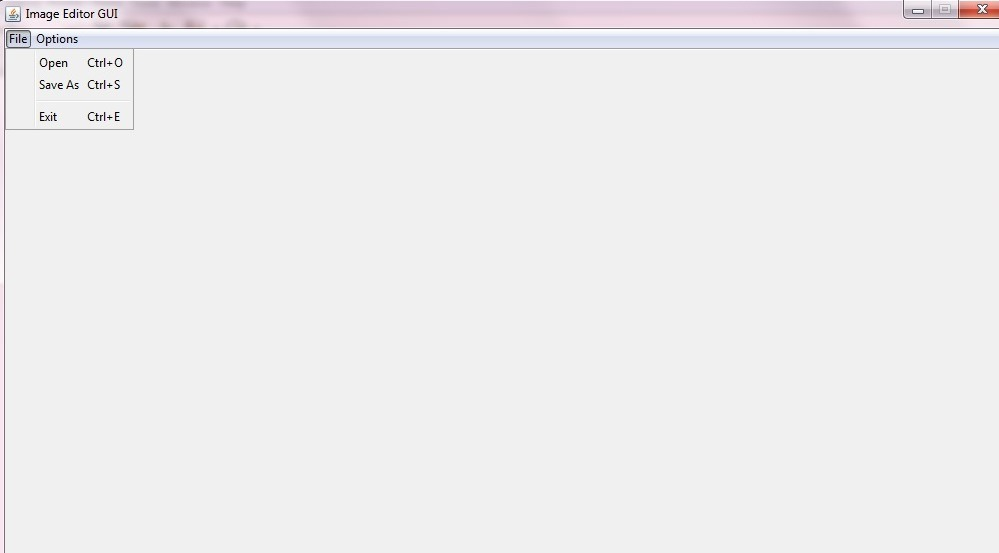 Image Editor GUI
File Options
Open Ctrl+O
Save As Ctrl+S
Exit Ctrl+E